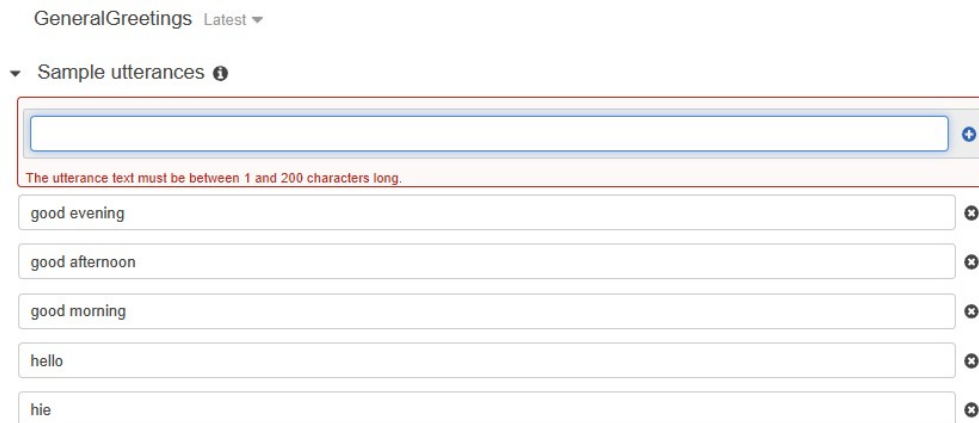 GeneralGreetings Latest
Sample utterances
The utterance text must be between 1 and 200 characters long.
good evening
good afternoon
good morning
hello
hie